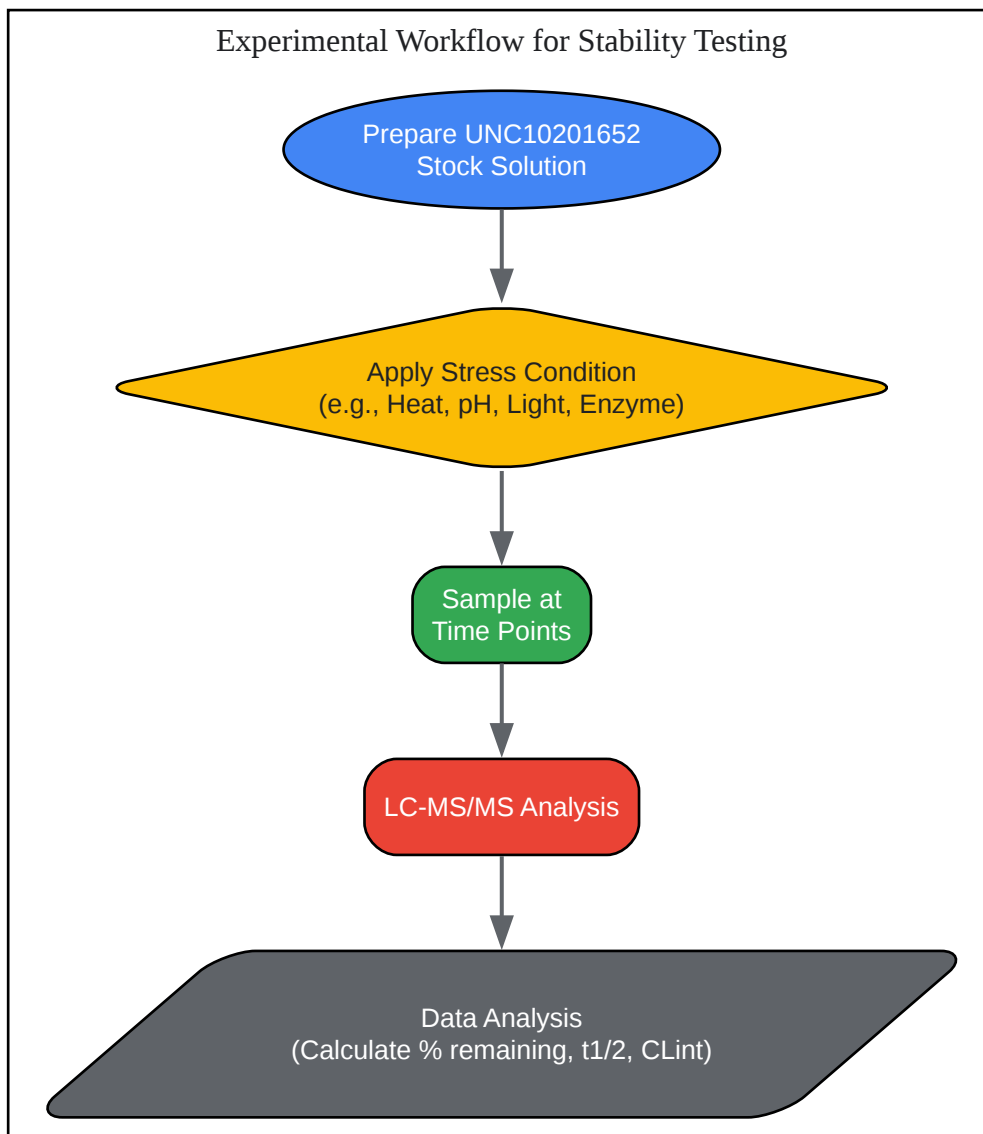 Experimental Workflow for Stability Testing
Prepare UNC10201652
Stock Solution
Apply Stress Condition
(e.g., Heat, pH, Light, Enzyme)
Sample at
Time Points
LC-MS/MS Analysis
Data Analysis
(Calculate % remaining, t1/2, CLint)